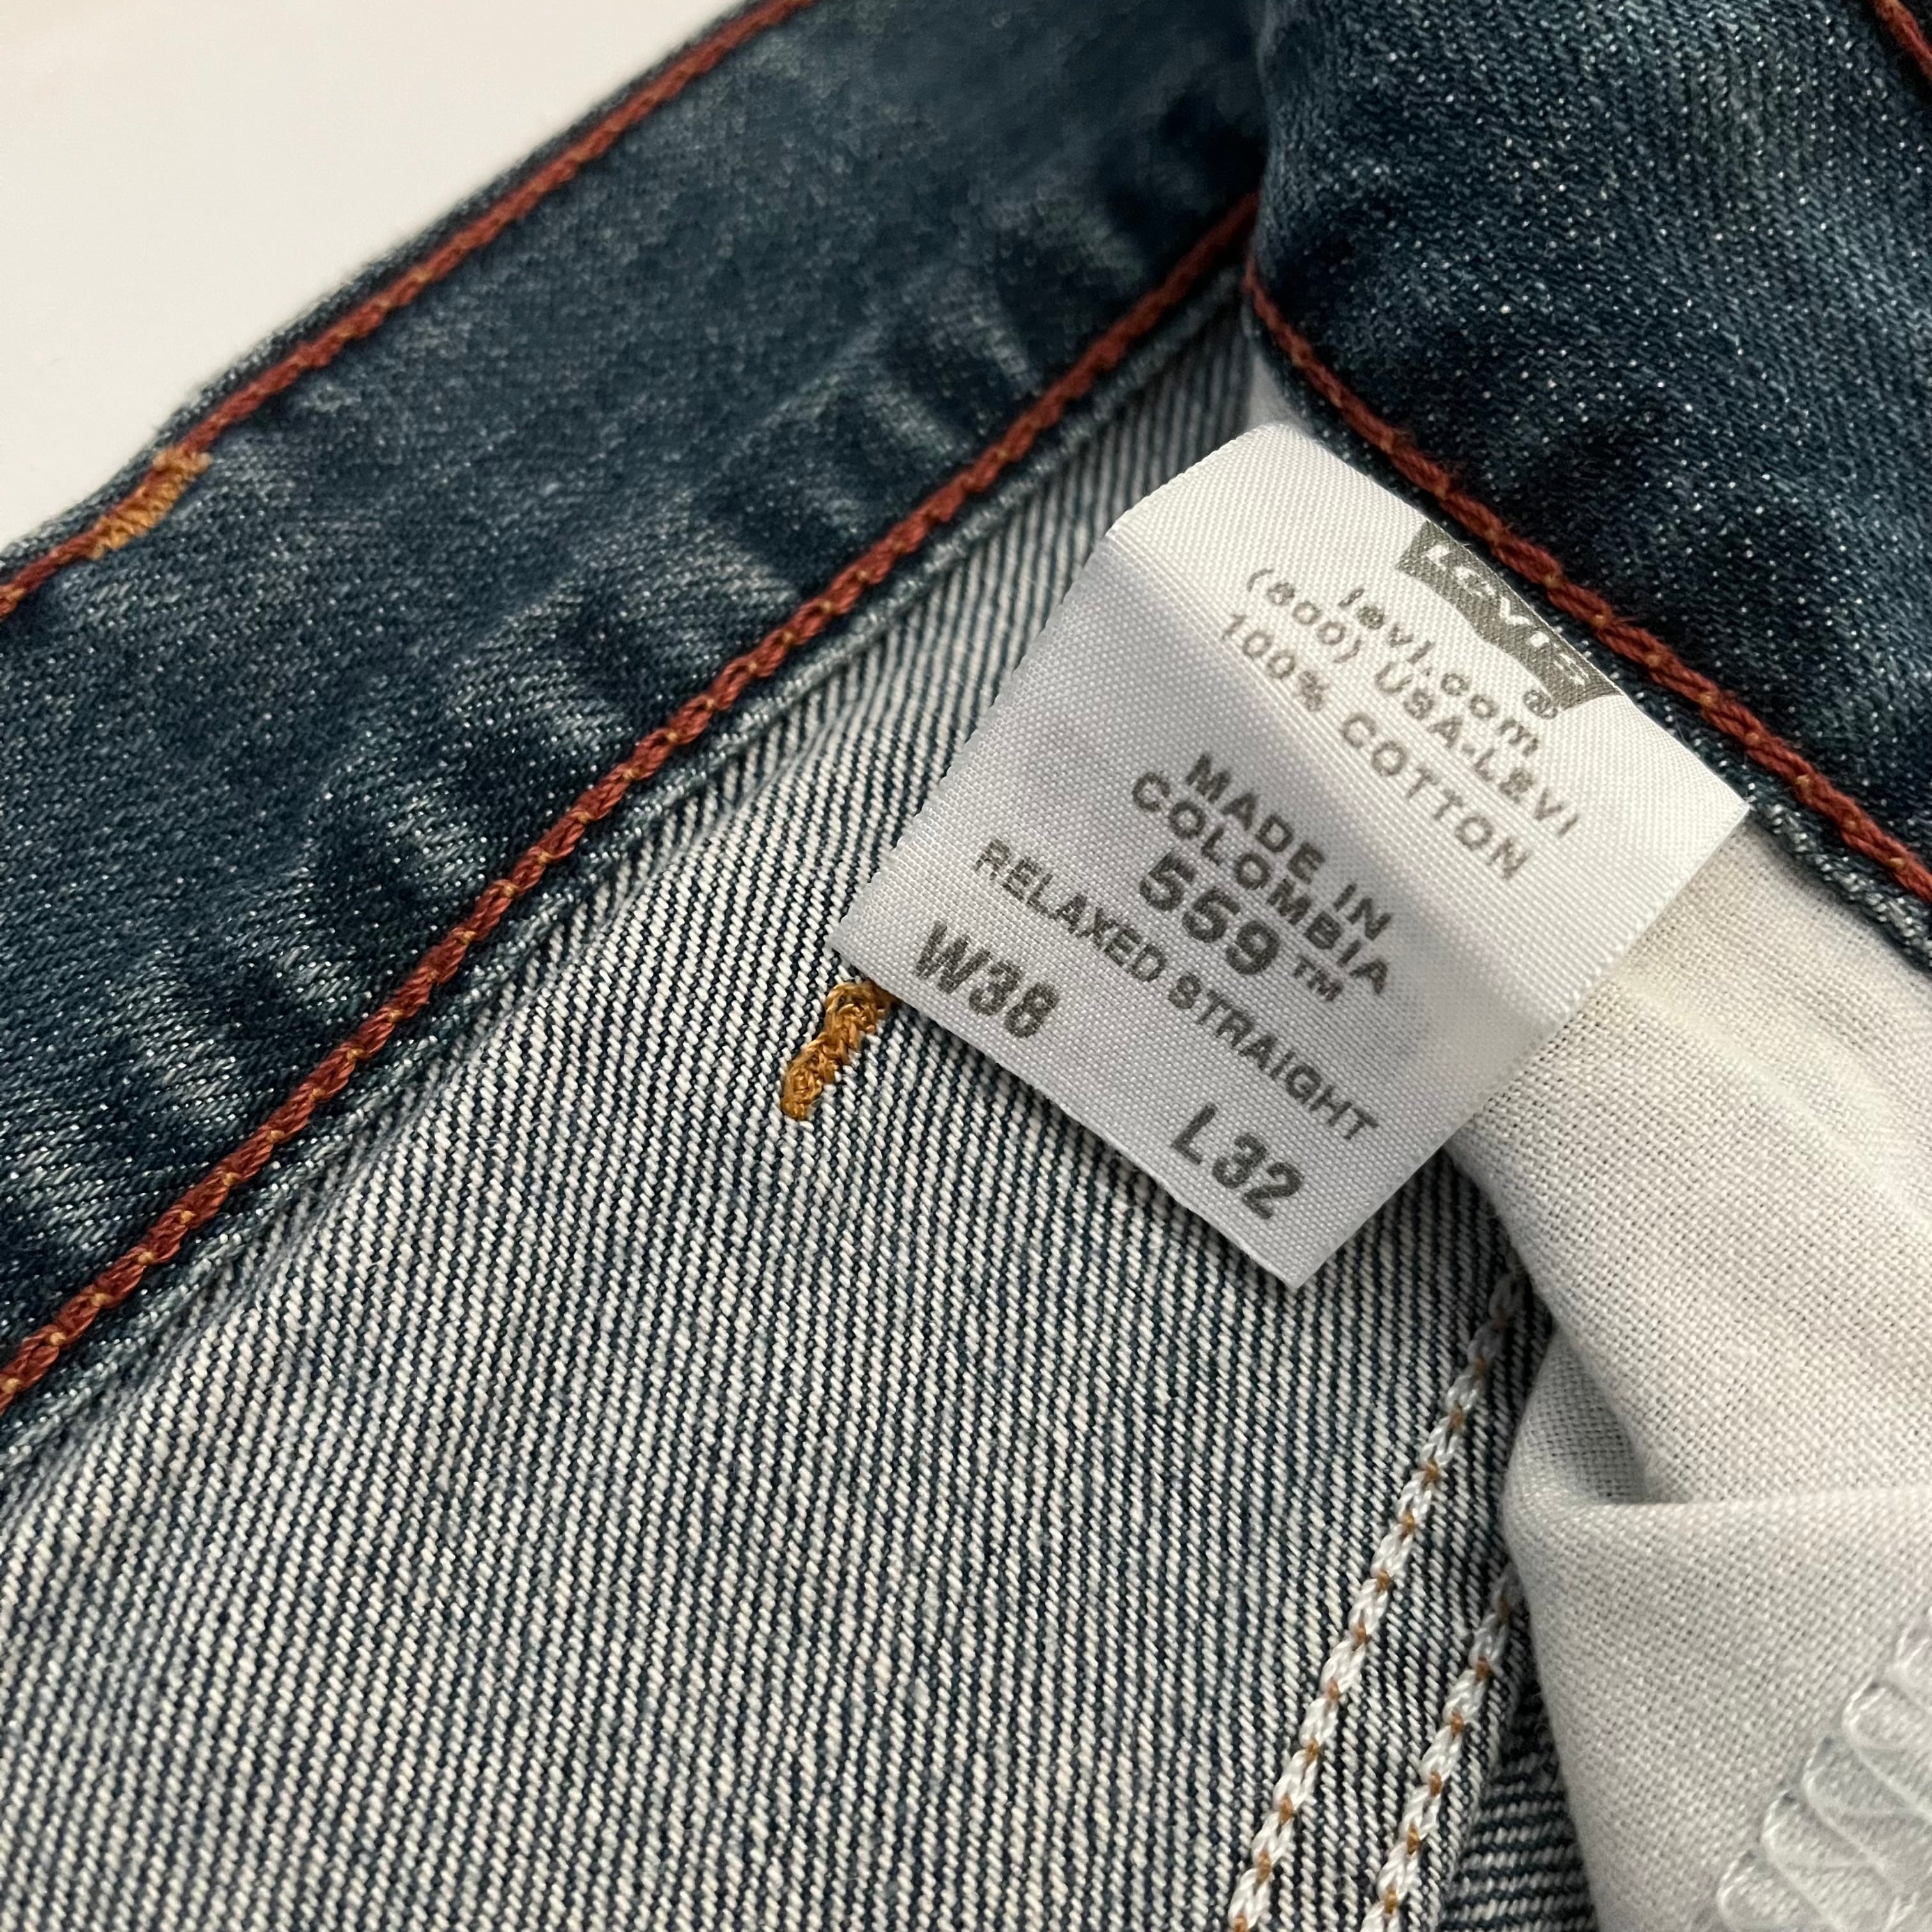 Levi's®
levi.com
(800) USA-LEVI
100% COTTON
MADE IN
COLOMBIA
559™
RELAXED STRAIGHT
W38 L32